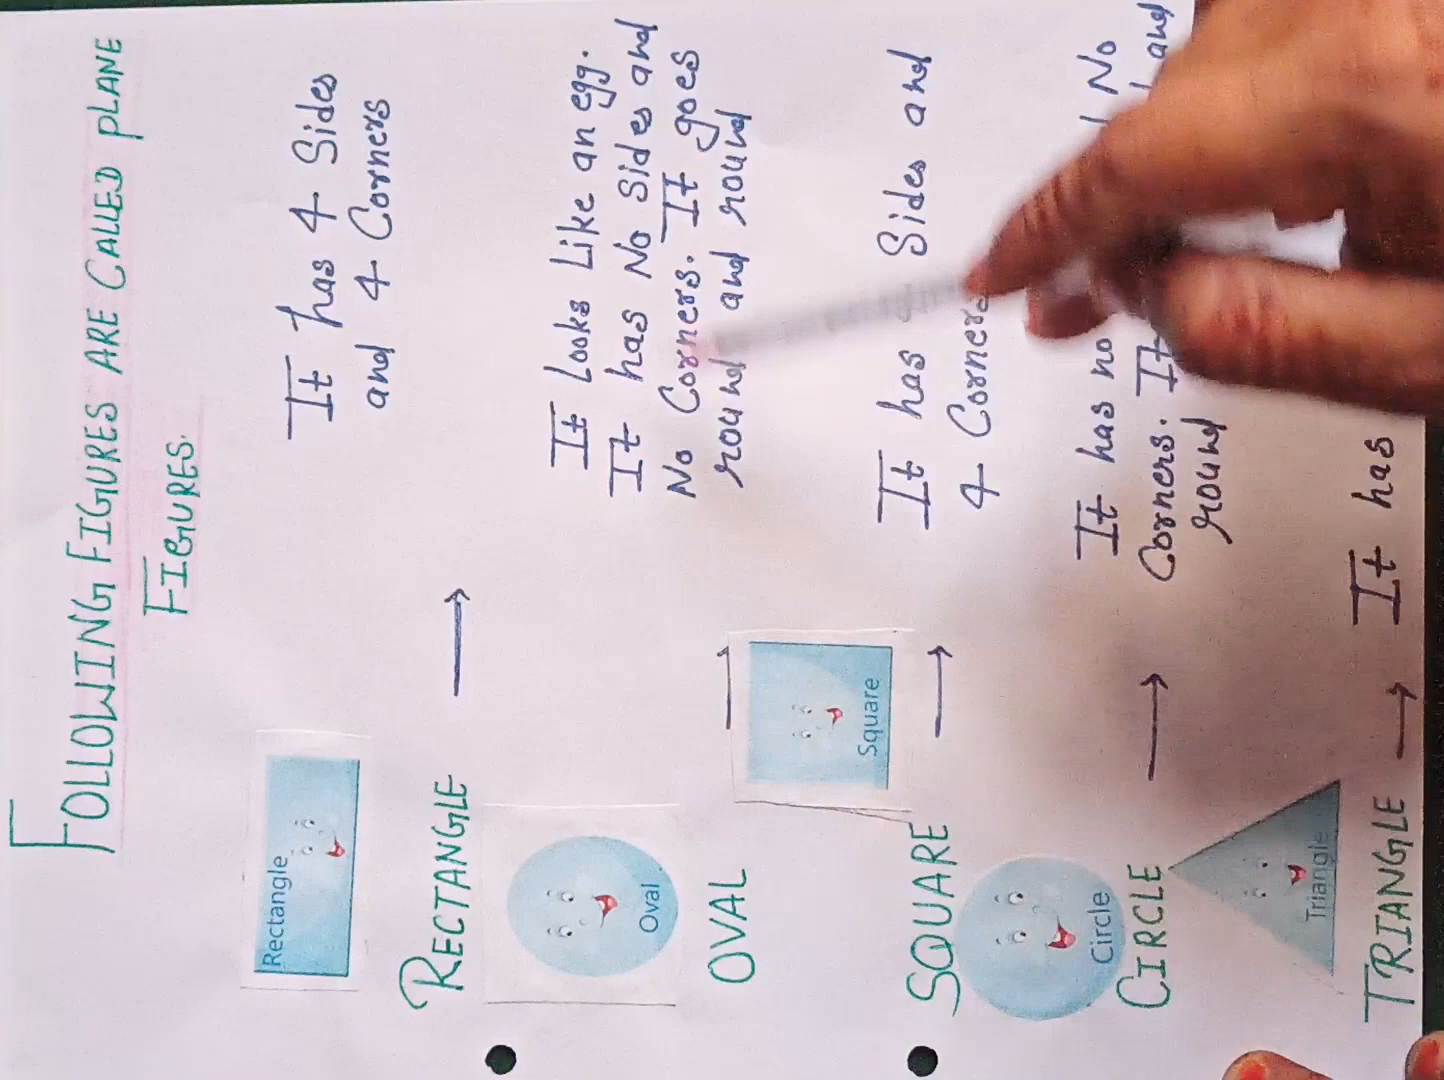 FOLLOWING FIGURES ARE CALLED PLANE
FIGURES.
Rectangle
It has 4 Sides
and 4 Corners
RECTANGLE →
Oval
It Looks Like an egg.
It has No Sides and
No Corners. It goes
round and round
OVAL →
Square
It has Sides and
4 Corners
SQUARE →
Circle
It has no No
Corners. It and
round
CIRCLE →
Triangle
It has
TRIANGLE →